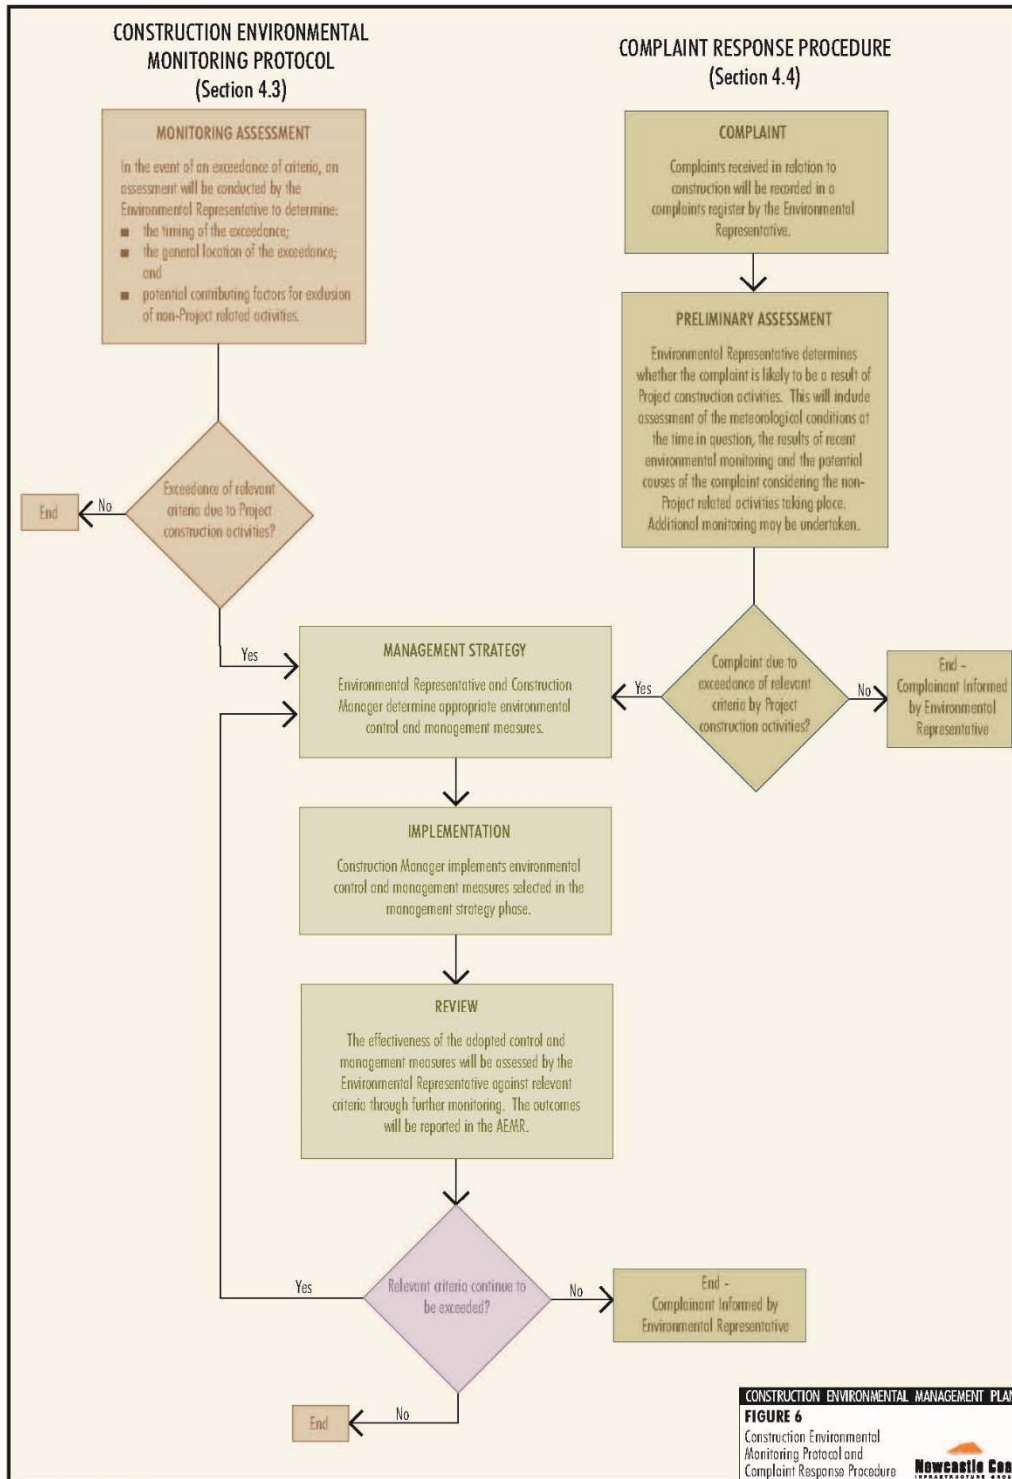 CONSTRUCTION ENVIRONMENTAL
MONITORING PROTOCOL
(Section 4.3)
MONITORING ASSESSMENT
In the event of an exceedance of criteria, an
assessment will be conducted by the
Environmental Representative to determine:
■ the timing of the exceedance;
■ the general location of the exceedance;
and
■ potential contributing factors for exclusion
of non-Project related activities.
Exceedence of relevant
criteria due to Project
construction activities?
No
End
Yes
COMPLAINT RESPONSE PROCEDURE
(Section 4.4)
COMPLAINT
Complaints received in relation to
construction will be recorded in a
complaints register by the Environmental
Representative.
PRELIMINARY ASSESSMENT
Environmental Representative determines
whether the complaint is likely to be a result of
Project construction activities. This will include
assessment of the meteorological conditions at
the time in question, the results of recent
environmental monitoring and the potential
causes of the complaint considering the non-
Project related activities taking place.
Additional monitoring may be undertaken.
Complaint due to
exceedance of relevant
criteria by Project
construction activities?
Yes
No
End -
Complainant Informed
by Environmental
Representative
MANAGEMENT STRATEGY
Environmental Representative and Construction
Manager determine appropriate environmental
control and management measures.
IMPLEMENTATION
Construction Manager implements environmental
control and management measures selected in the
management strategy phase.
REVIEW
The effectiveness of the adopted control and
management measures will be assessed by the
Environmental Representative against relevant
criteria through further monitoring. The outcomes
will be reported in the AEMR.
Relevant criteria continue to
be exceeded?
Yes
No
End -
Complainant Informed by
Environmental Representative
No
End
CONSTRUCTION ENVIRONMENTAL MANAGEMENT PLAN
FIGURE 6
Construction Environmental
Monitoring Protocol and
Complaint Response Procedure
Newcastle Coa
INFRASTRUCTURE GROU